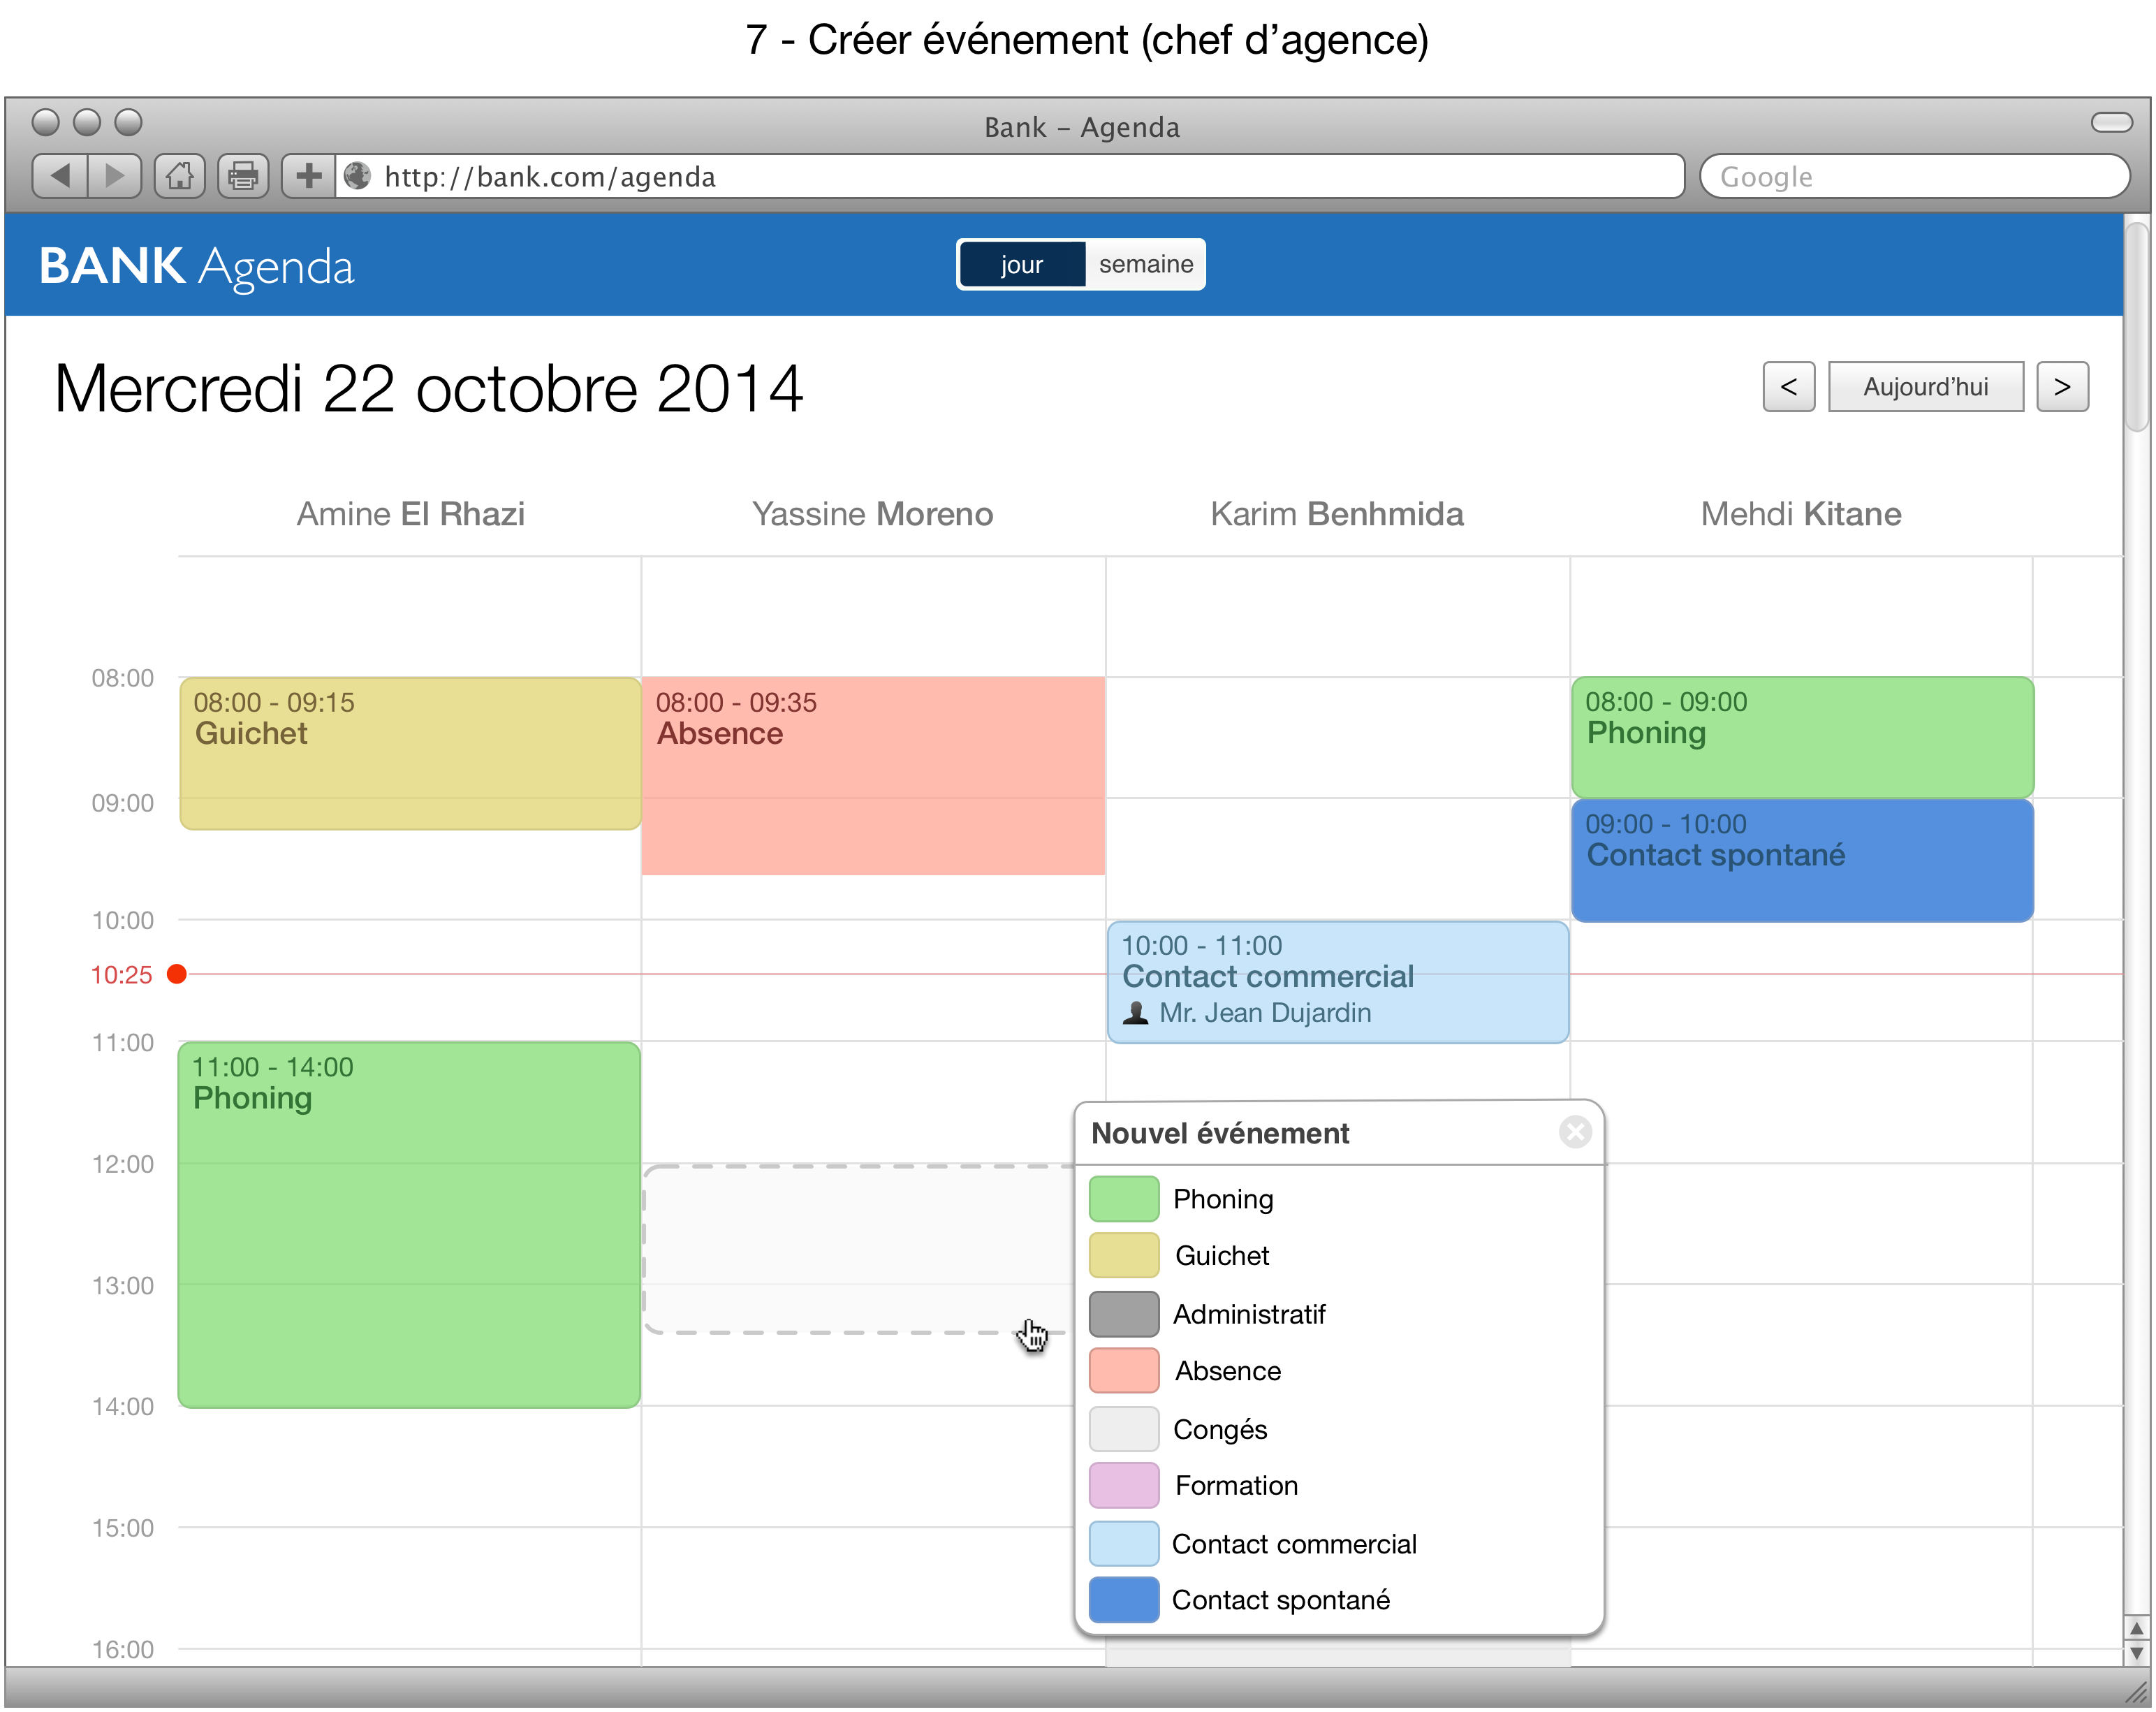 7 - Créer événement (chef d’agence)
Bank – Agenda
http://bank.com/agenda
Google
BANK Agenda
jour
semaine
Mercredi 22 octobre 2014
<
Aujourd’hui
>
Amine El Rhazi
Yassine Moreno
Karim Benhmida
Mehdi Kitane
08:00
08:00 - 09:15
Guichet
08:00 - 09:35
Absence
08:00 - 09:00
Phoning
09:00
09:00 - 10:00
Contact spontané
10:00
10:00 - 11:00
Contact commercial
Mr. Jean Dujardin
10:25
11:00
11:00 - 14:00
Phoning
12:00
13:00
14:00
15:00
16:00
Nouvel événement
Phoning
Guichet
Administratif
Absence
Congés
Formation
Contact commercial
Contact spontané